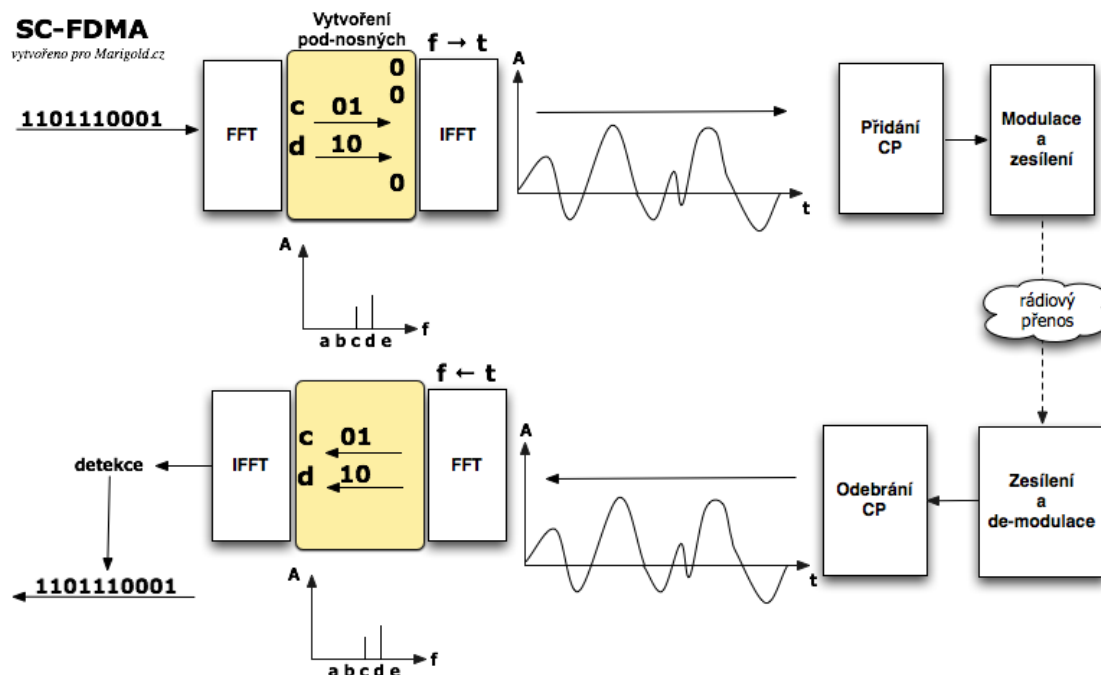 SC-FDMA
vytvořeno pro Marigold.cz
Vytvoření
pod-nosných
f → t
1101110001
FFT
0
0
c 01
d 10
0
IFFT
A
t
Přidání
CP
Modulace
a
zesílení
A
a b c d e
f
rádiový
přenos
f ← t
detekce
IFFT
c 01
d 10
FFT
A
t
Odebrání
CP
Zesílení
a
de-modulace
1101110001
A
a b c d e
f